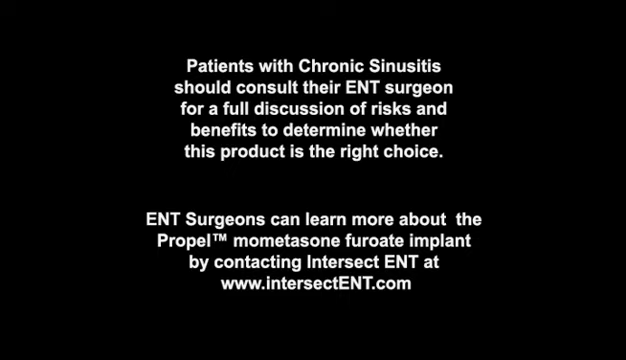 Patients with Chronic Sinusitis
should consult their ENT surgeon
for a full discussion of risks and
benefits to determine whether
this product is the right choice.
ENT Surgeons can learn more about the
Propel™ mometasone furoate implant
by contacting Intersect ENT at
www.intersectENT.com